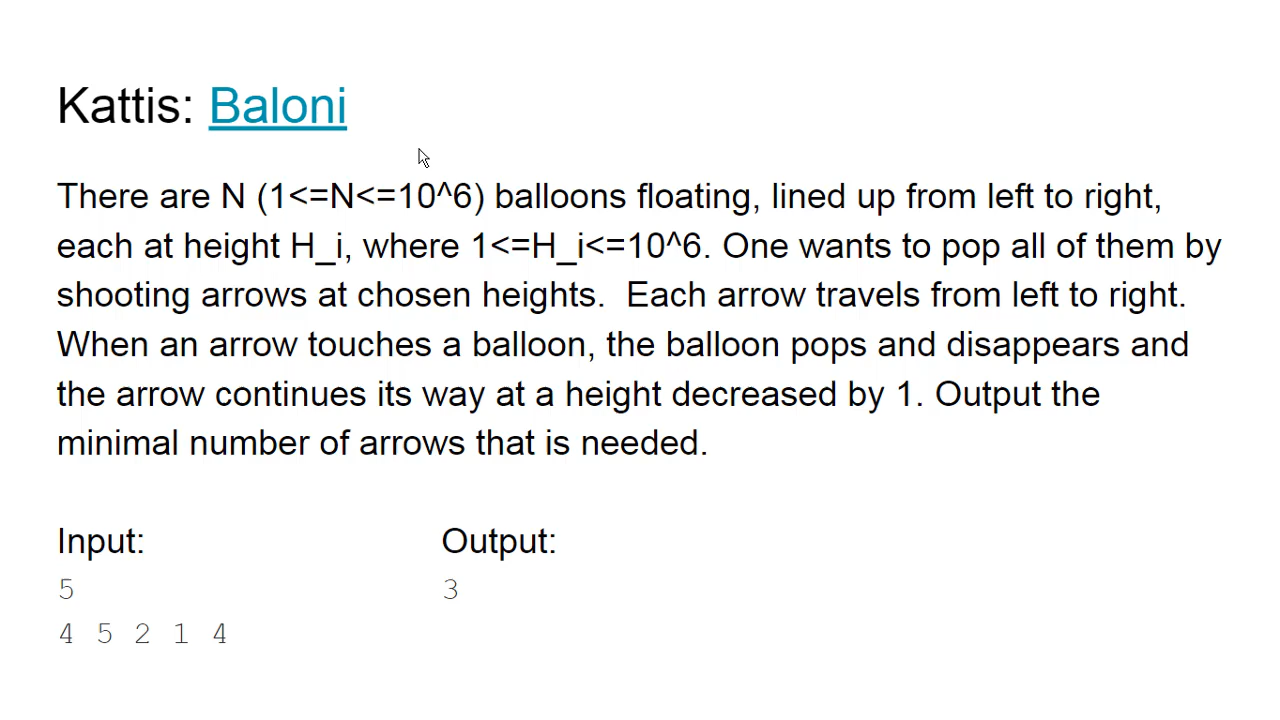 Kattis: Baloni
There are N (1<=N<=10^6) balloons floating, lined up from left to right,
each at height H_i, where 1<=H_i<=10^6. One wants to pop all of them by
shooting arrows at chosen heights.  Each arrow travels from left to right.
When an arrow touches a balloon, the balloon pops and disappears and
the arrow continues its way at a height decreased by 1. Output the
minimal number of arrows that is needed.
Input: Output:
5 3
4 5 2 1 4